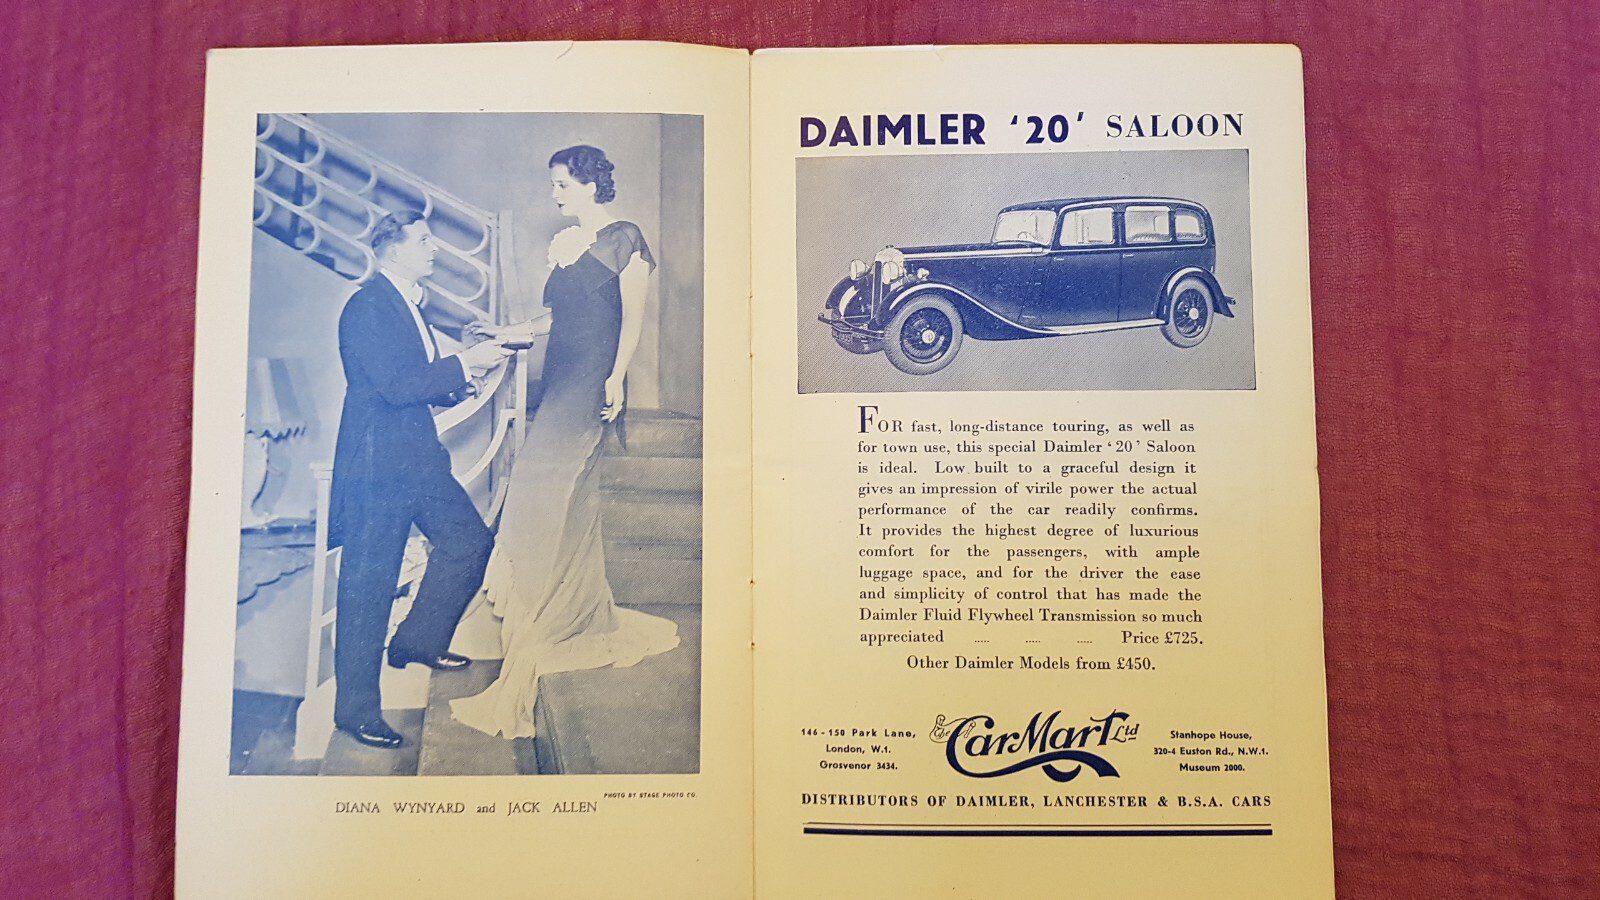 PHOTO BY STAGE PHOTO CO.
DIANA WYNYARD and JACK ALLEN
DAIMLER ‘20’ SALOON
FOR fast, long-distance touring, as well as
for town use, this special Daimler ‘20’ Saloon
is ideal. Low built to a graceful design it
gives an impression of virile power the actual
performance of the car readily confirms.
It provides the highest degree of luxurious
comfort for the passengers, with ample
luggage space, and for the driver the ease
and simplicity of control that has made the
Daimler Fluid Flywheel Transmission so much
appreciated ..... ..... ..... Price £725.
Other Daimler Models from £450.
146-150 Park Lane,
London, W.1.
Grosvenor 3434.
The Car Mart Ltd
Stanhope House,
320-4 Euston Rd., N.W.1.
Museum 2000.
DISTRIBUTORS OF DAIMLER, LANCHESTER & B.S.A. CARS